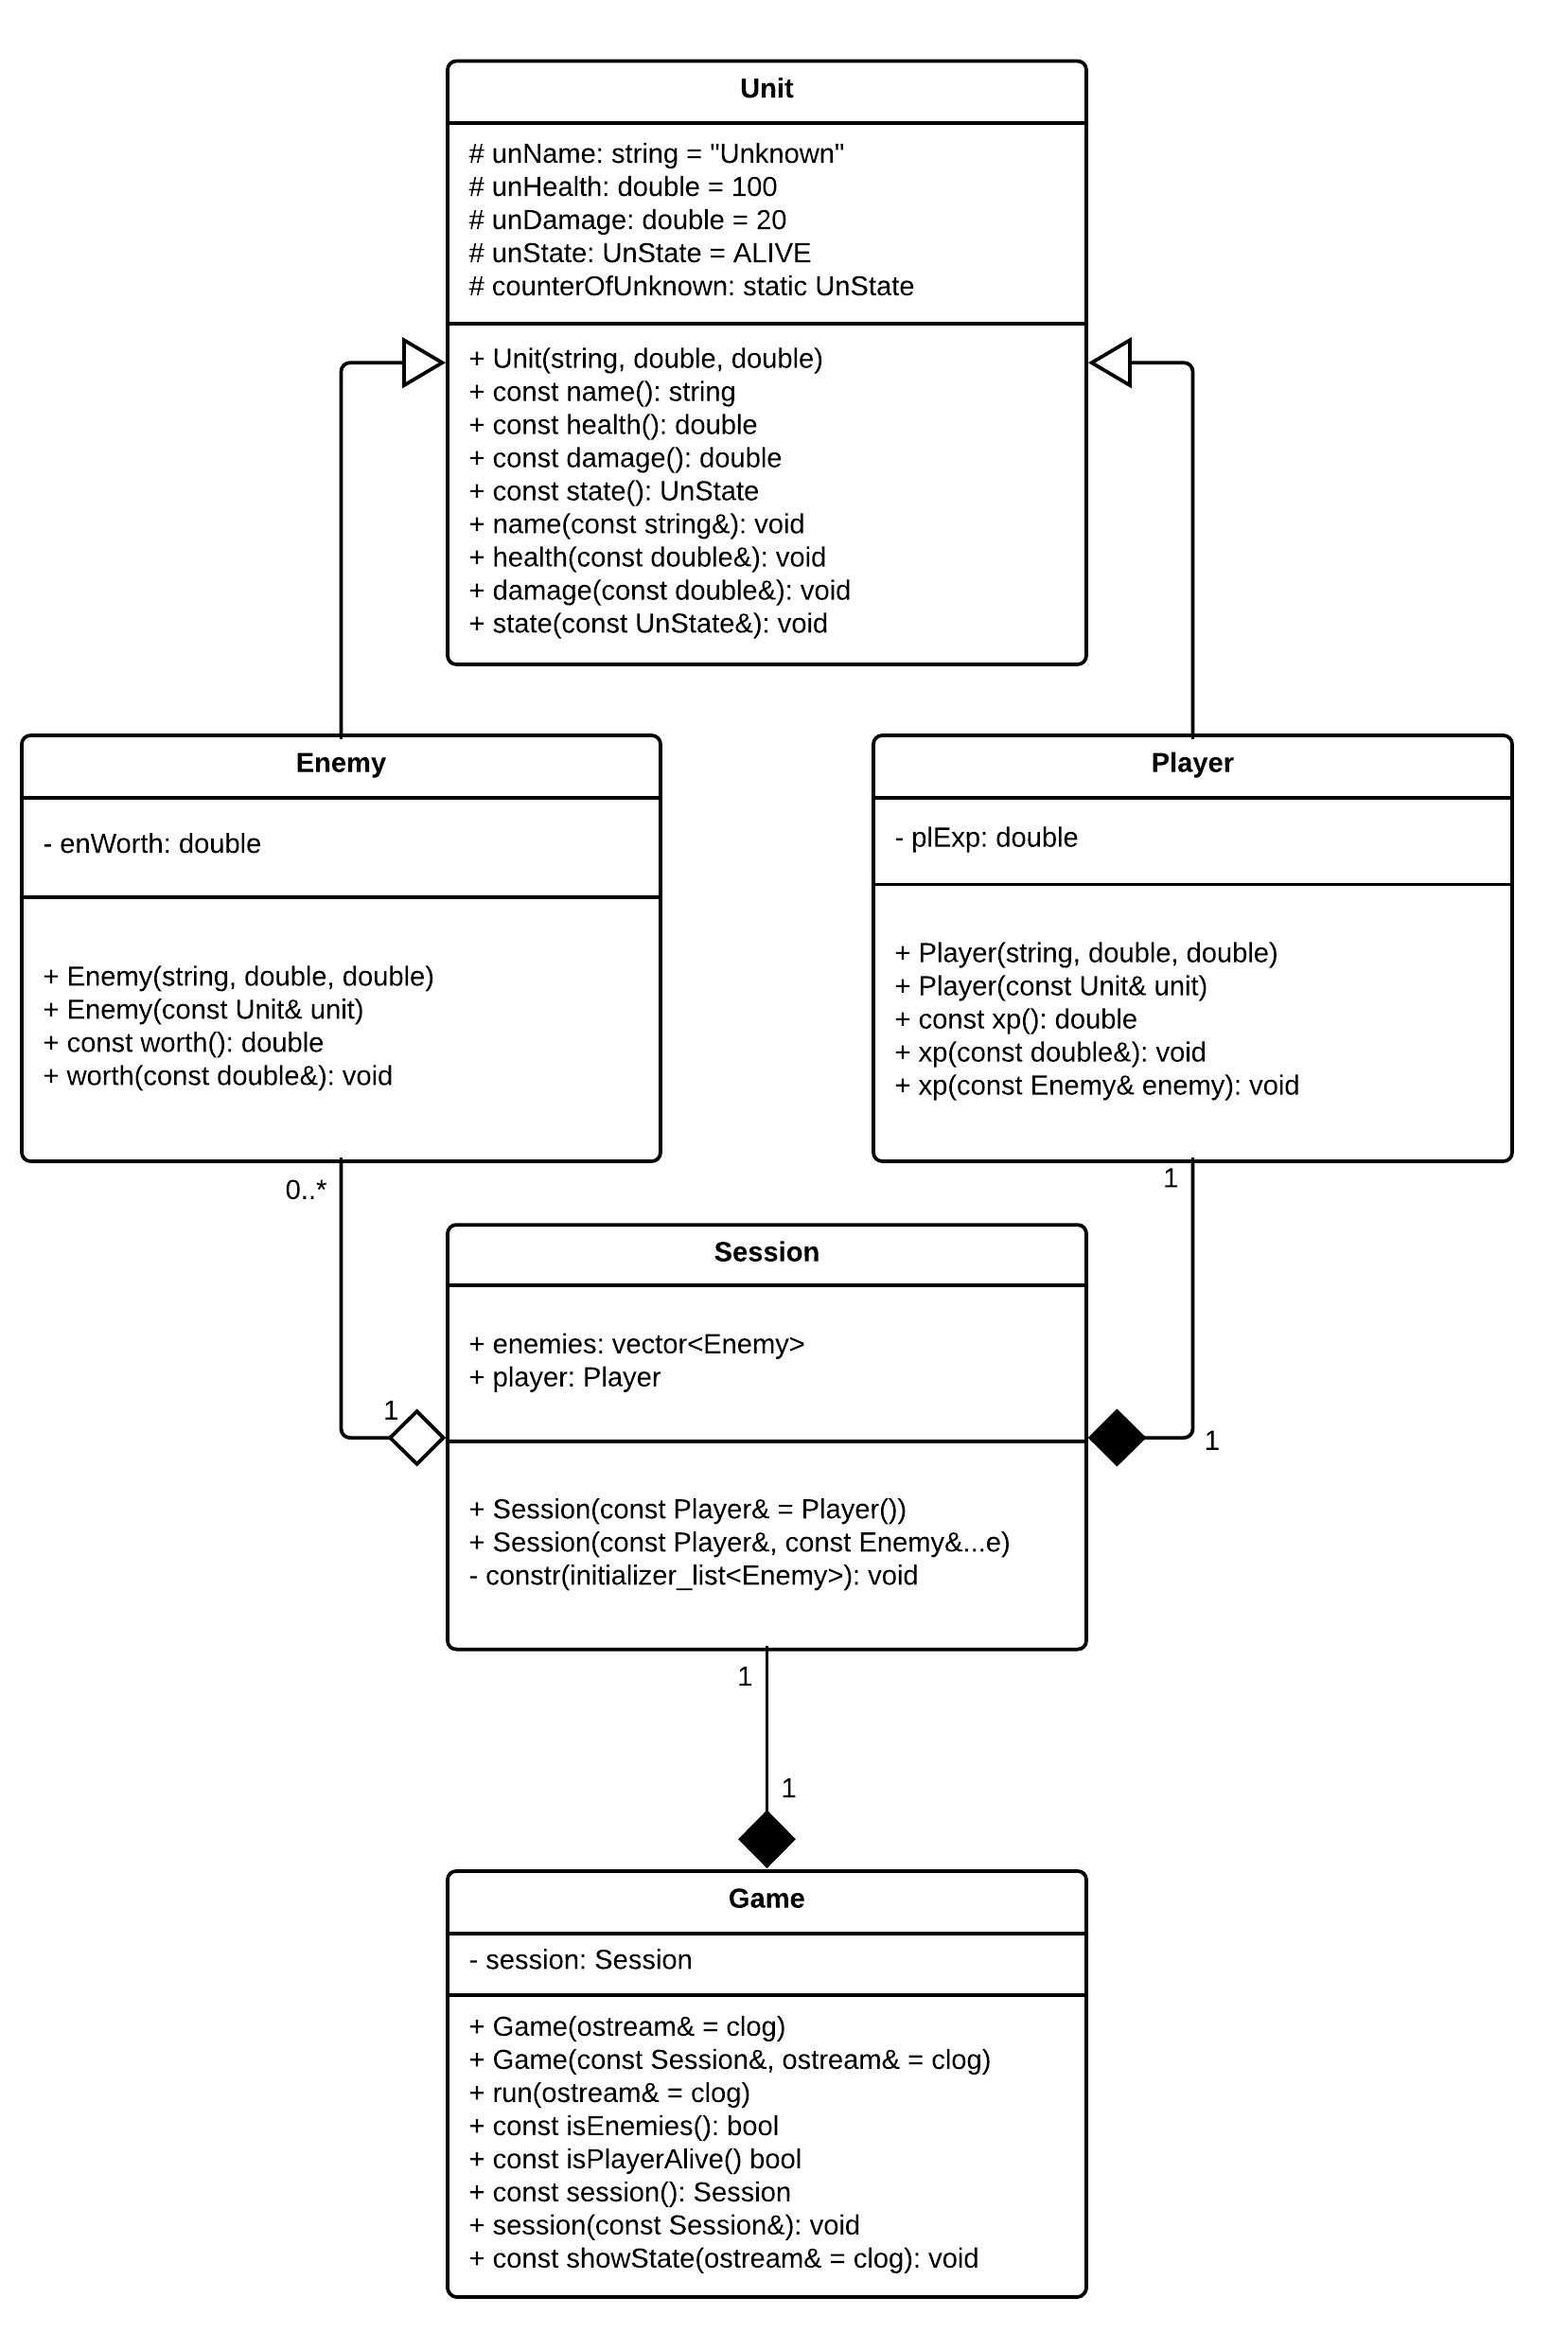 Unit
# unName: string = "Unknown"
# unHealth: double = 100
# unDamage: double = 20
# unState: UnState = ALIVE
# counterOfUnknown: static UnState
+ Unit(string, double, double)
+ const name(): string
+ const health(): double
+ const damage(): double
+ const state(): UnState
+ name(const string&): void
+ health(const double&): void
+ damage(const double&): void
+ state(const UnState&): void
Enemy
- enWorth: double
+ Enemy(string, double, double)
+ Enemy(const Unit& unit)
+ const worth(): double
+ worth(const double&): void
Player
- plExp: double
+ Player(string, double, double)
+ Player(const Unit& unit)
+ const xp(): double
+ xp(const double&): void
+ xp(const Enemy& enemy): void
0..*
1
Session
+ enemies: vector<Enemy>
+ player: Player
1
1
+ Session(const Player& = Player())
+ Session(const Player&, const Enemy&...e)
- constr(initializer_list<Enemy>): void
1
1
Game
- session: Session
+ Game(ostream& = clog)
+ Game(const Session&, ostream& = clog)
+ run(ostream& = clog)
+ const isEnemies(): bool
+ const isPlayerAlive() bool
+ const session(): Session
+ session(const Session&): void
+ const showState(ostream& = clog): void